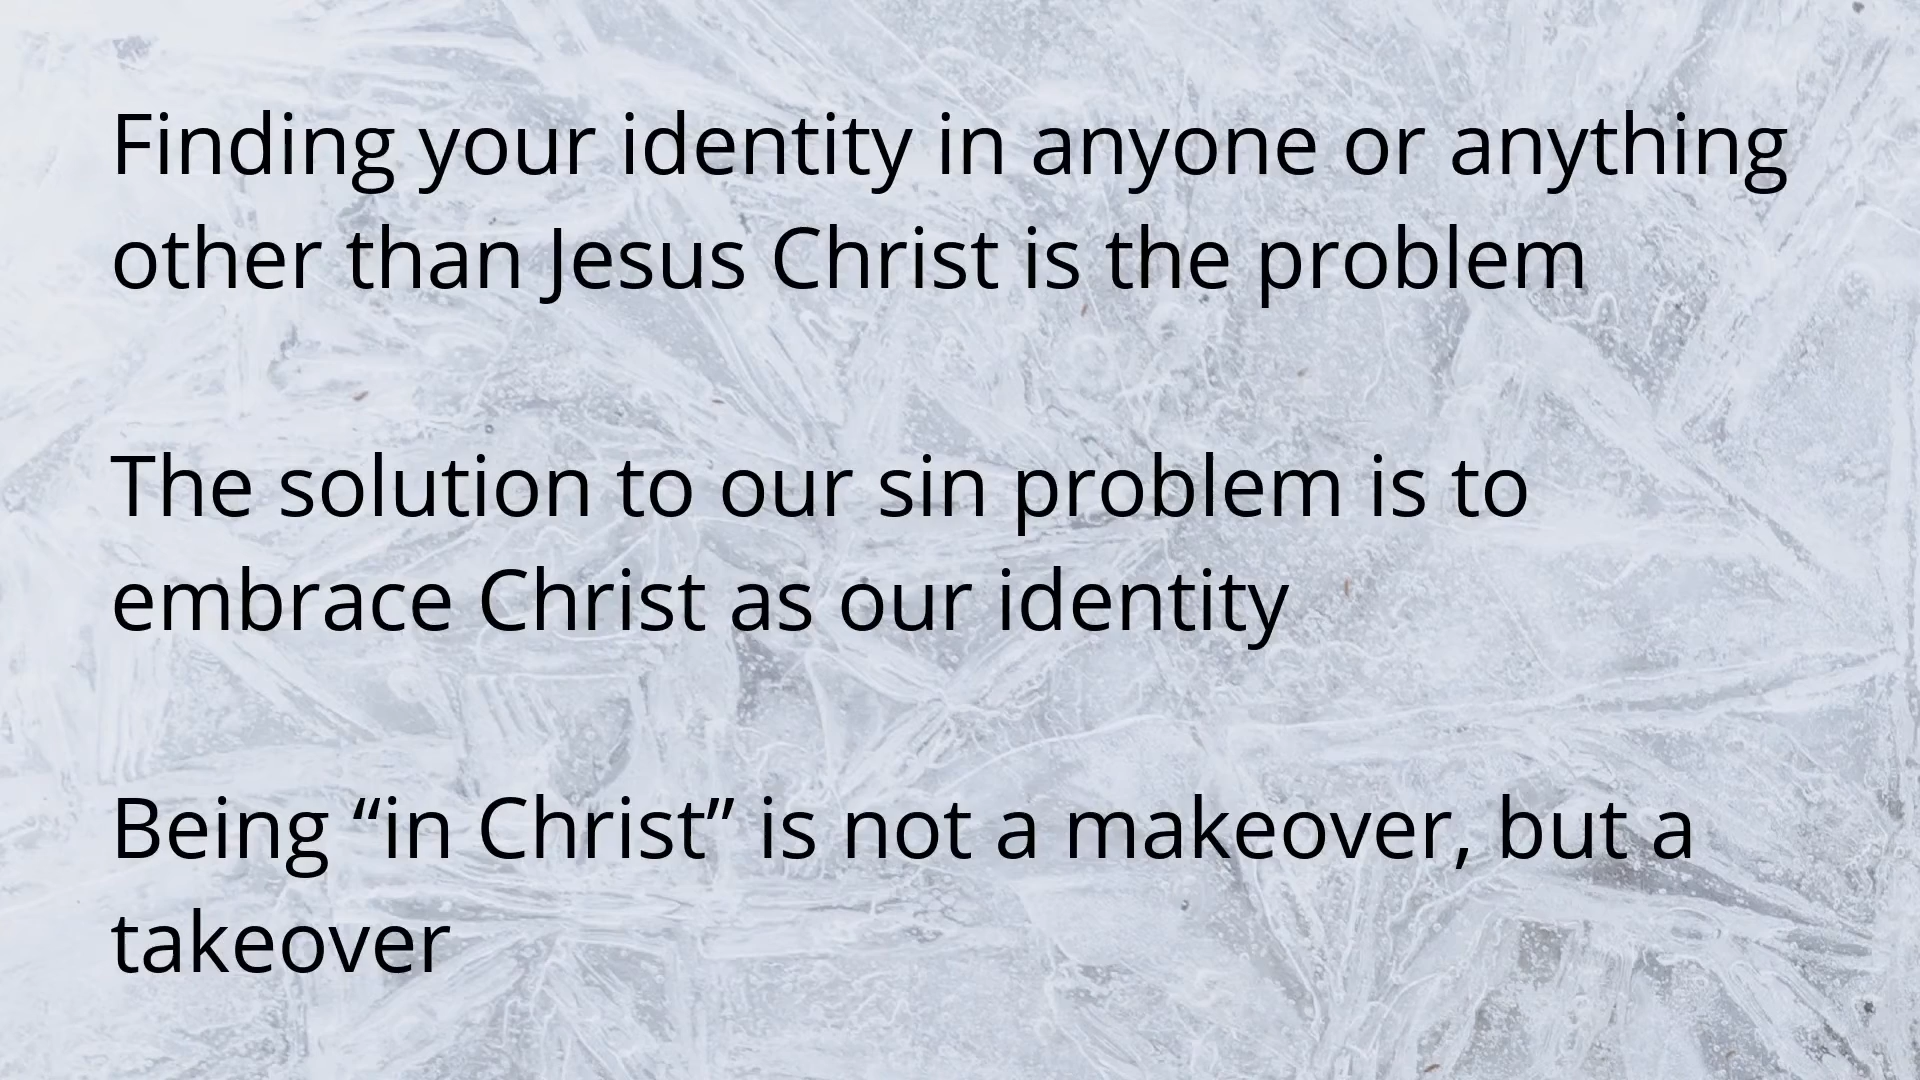 Finding your identity in anyone or anything
other than Jesus Christ is the problem
The solution to our sin problem is to
embrace Christ as our identity
Being “in Christ” is not a makeover, but a
takeover